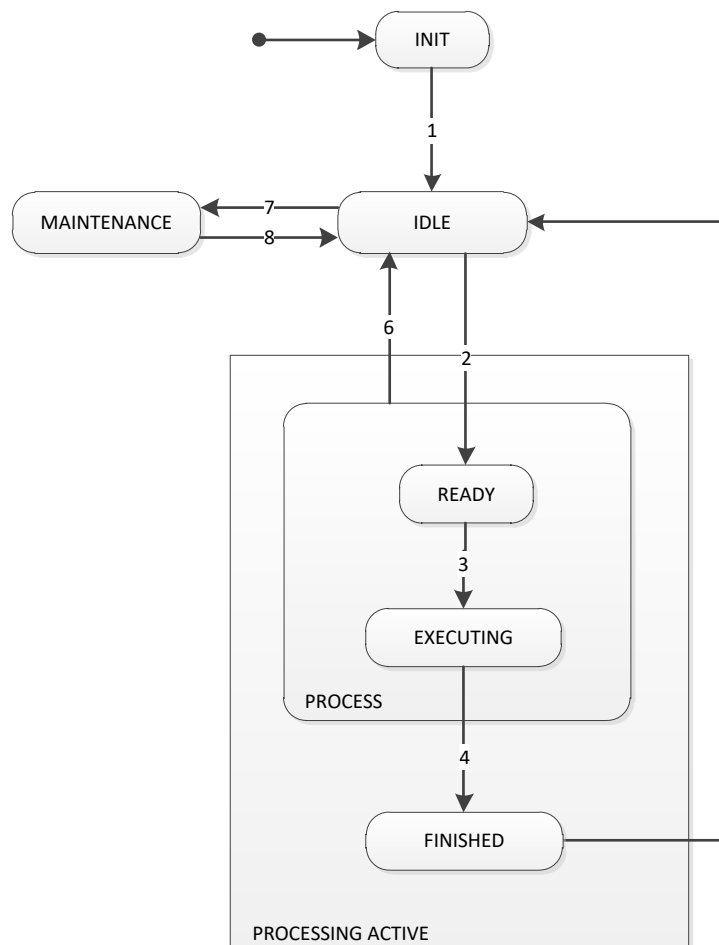 INIT
1
MAINTENANCE
7
8
IDLE
6
2
READY
3
EXECUTING
PROCESS
4
FINISHED
PROCESSING ACTIVE